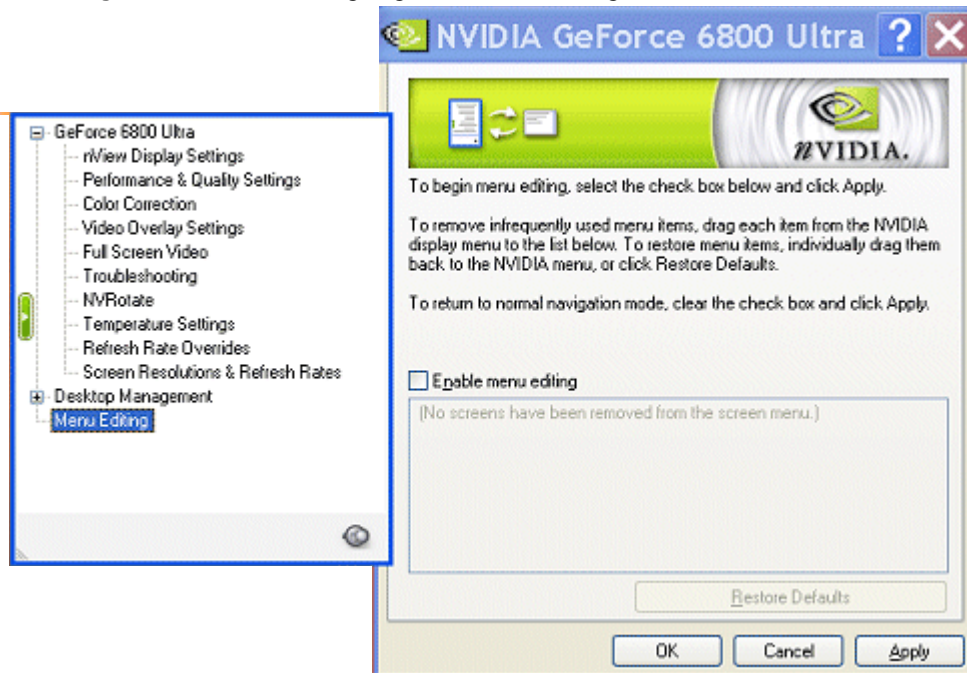 NVIDIA GeForce 6800 Ultra
GeForce 6800 Ultra
nView Display Settings
Performance & Quality Settings
Color Correction
Video Overlay Settings
Full Screen Video
Troubleshooting
NVRotate
Temperature Settings
Refresh Rate Overrides
Screen Resolutions & Refresh Rates
Desktop Management
Menu Editing
nVIDIA.
To begin menu editing, select the check box below and click Apply.
To remove infrequently used menu items, drag each item from the NVIDIA
display menu to the list below. To restore menu items, individually drag them
back to the NVIDIA menu, or click Restore Defaults.
To return to normal navigation mode, clear the check box and click Apply.
Enable menu editing
(No screens have been removed from the screen menu.)
Restore Defaults
OK
Cancel
Apply